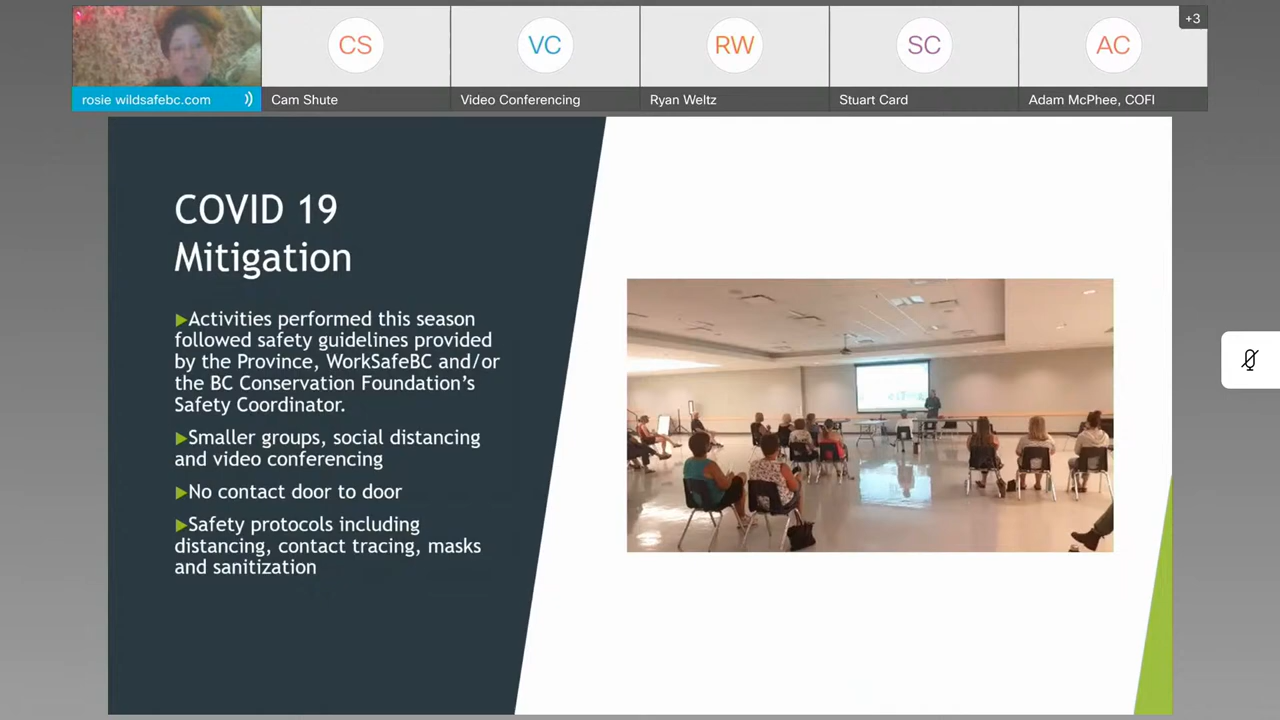 +3
CS
VC
RW
SC
AC
rosie wildsafebc.com
Cam Shute
Video Conferencing
Ryan Weltz
Stuart Card
Adam McPhee, COFI
COVID 19
Mitigation
Activities performed this season
followed safety guidelines provided
by the Province, WorkSafeBC and/or
the BC Conservation Foundation's
Safety Coordinator.
Smaller groups, social distancing
and video conferencing
No contact door to door
Safety protocols including
distancing, contact tracing, masks
and sanitization